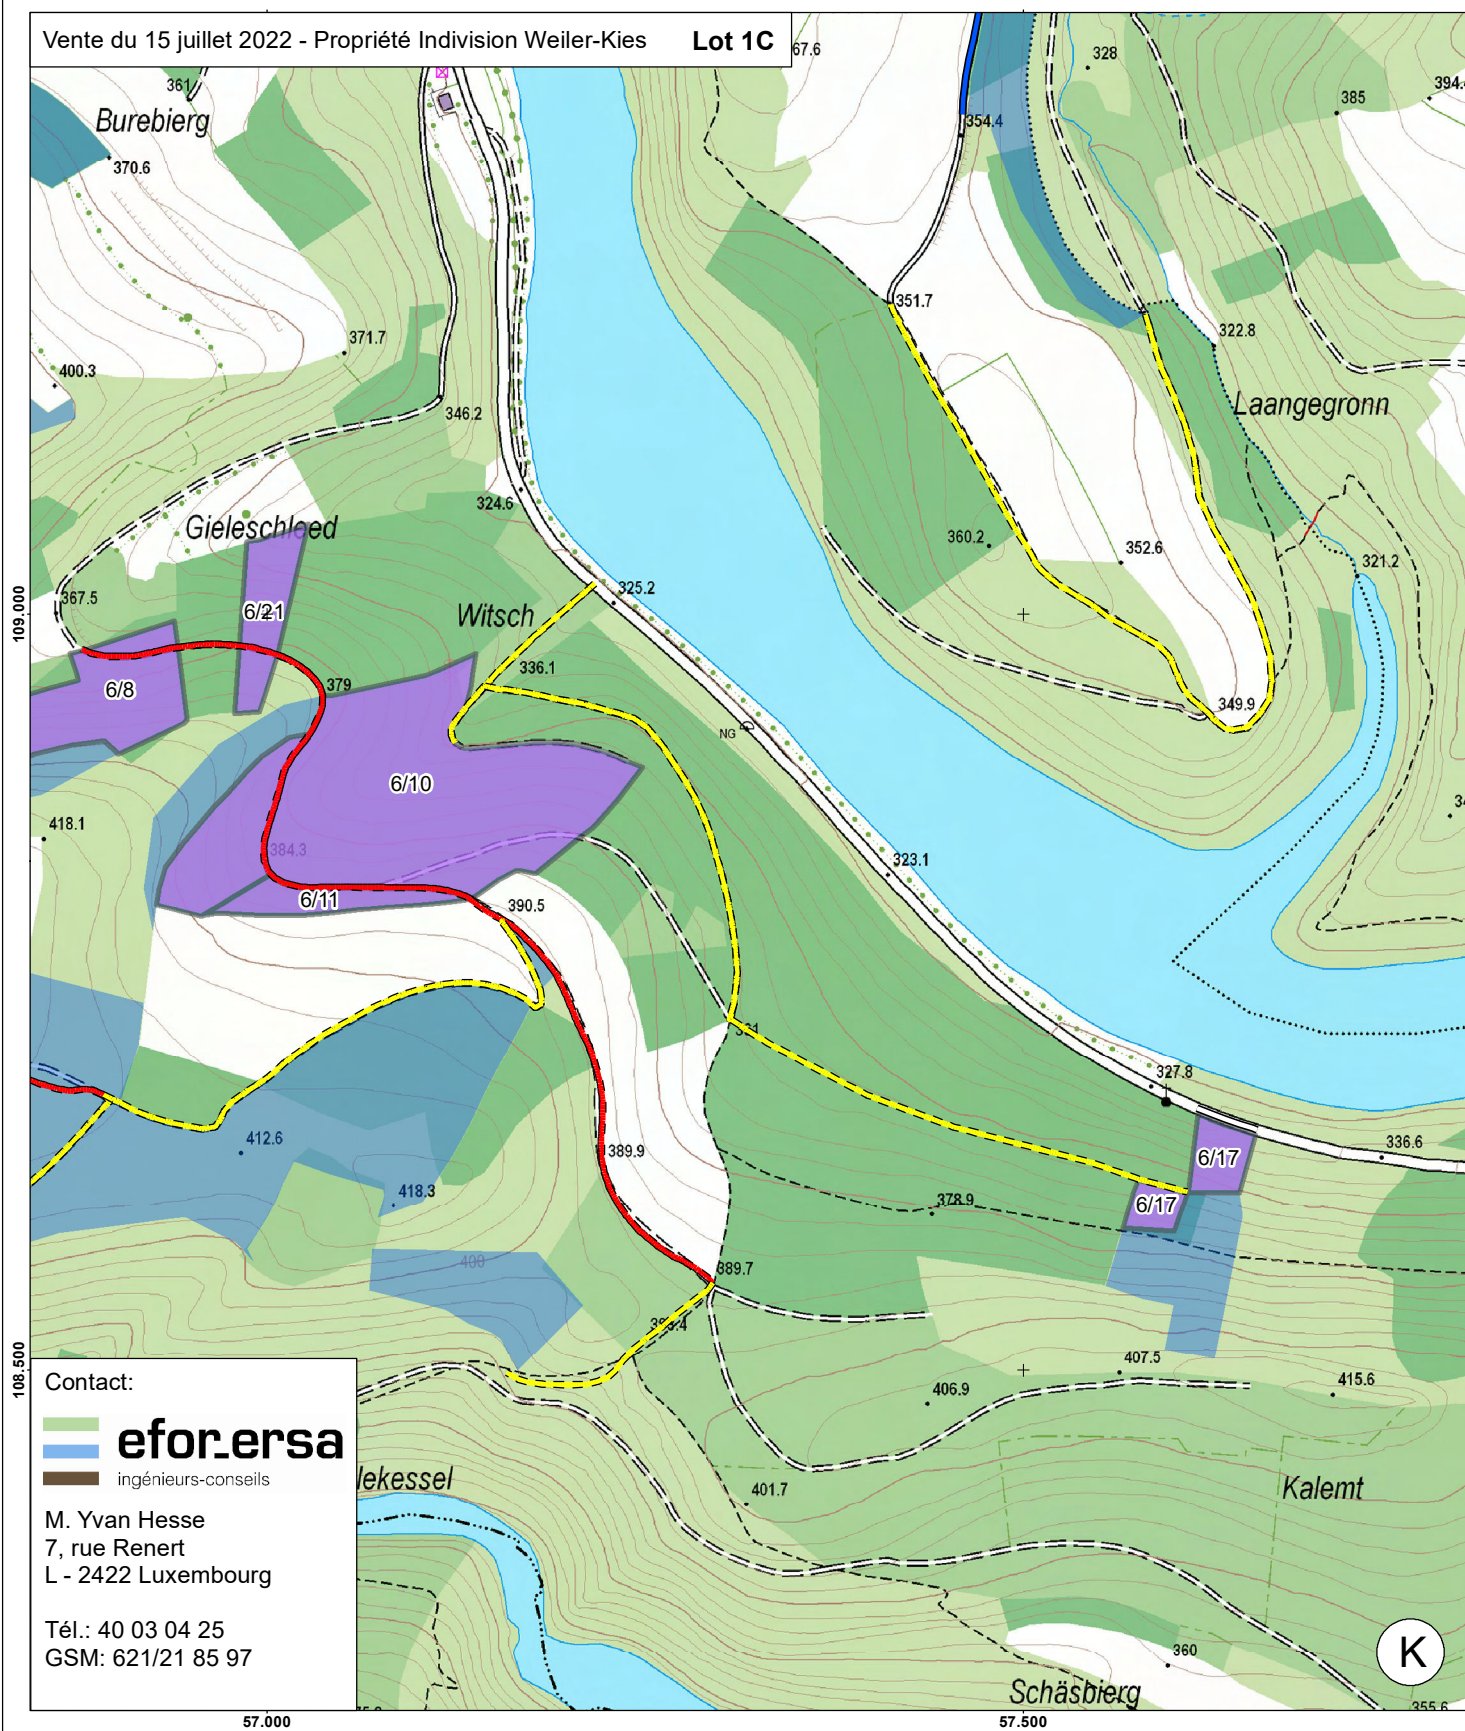 Vente du 15 juillet 2022 - Propriété Indivision Weiler-Kies Lot 1C
67.6
328
394.
361
385
Burebierg
354.4
370.6
351.7
322.8
371.7
400.3
Laangegronn
346.2
324.6
Gieleschleed
360.2
352.6
321.2
325.2
367.5
6/21
Witsch
109.000
336.1
6/8
379
349.9
NG
6/10
418.1
34
384.3
323.1
6/11
390.5
361
327.8
412.6
389.9
336.6
6/17
418.3
378.9
6/17
400
389.7
108.500
407.5
415.6
406.9
Contact:
efor_ersa
ingénieurs-conseils
lekessel
401.7
Kalemt
M. Yvan Hesse
7, rue Renert
L - 2422 Luxembourg
Tél.: 40 03 04 25
GSM: 621/21 85 97
360
K
Schäsbierg
355.6
57.000
57.500